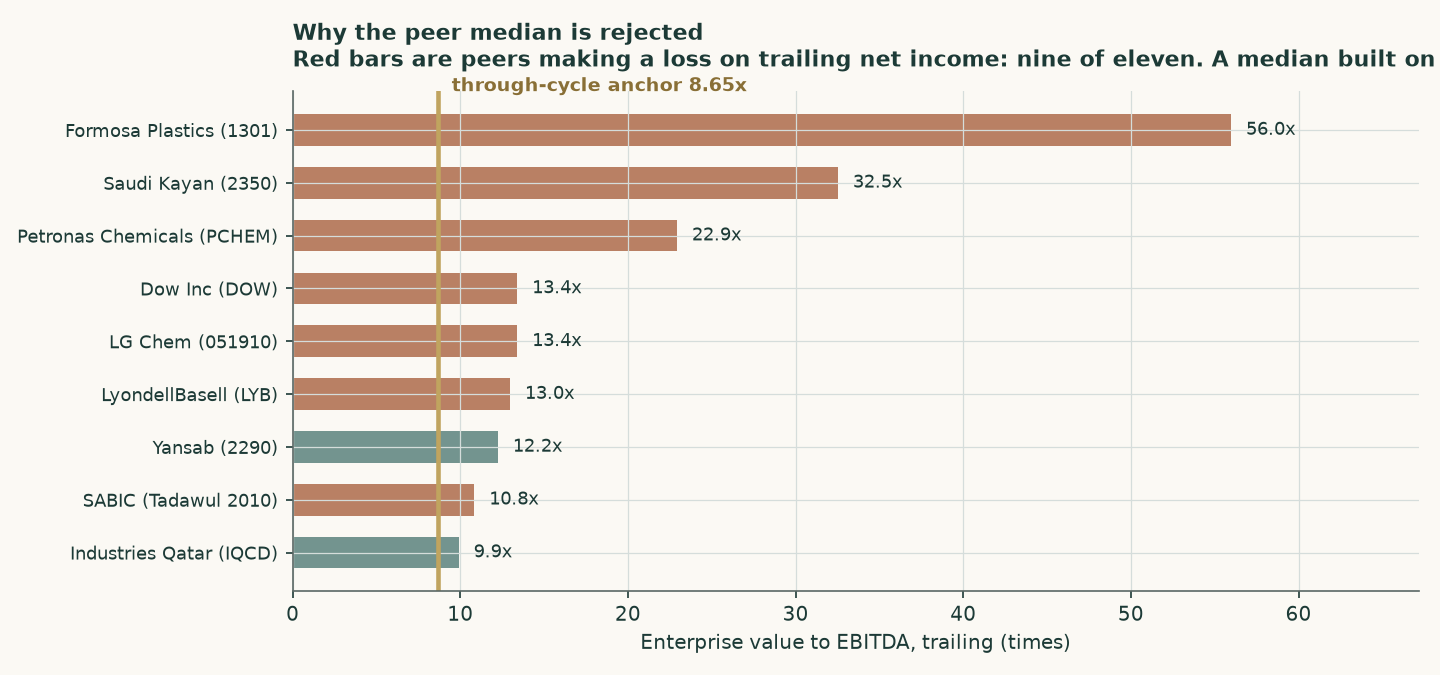 Why the peer median is rejected
Red bars are peers making a loss on trailing net income: nine of eleven. A median built on
through-cycle anchor 8.65x
Formosa Plastics (1301)
56.0x
Saudi Kayan (2350)
32.5x
Petronas Chemicals (PCHEM)
22.9x
Dow Inc (DOW)
13.4x
LG Chem (051910)
13.4x
LyondellBasell (LYB)
13.0x
Yansab (2290)
12.2x
SABIC (Tadawul 2010)
10.8x
Industries Qatar (IQCD)
9.9x
0 10 20 30 40 50 60
Enterprise value to EBITDA, trailing (times)